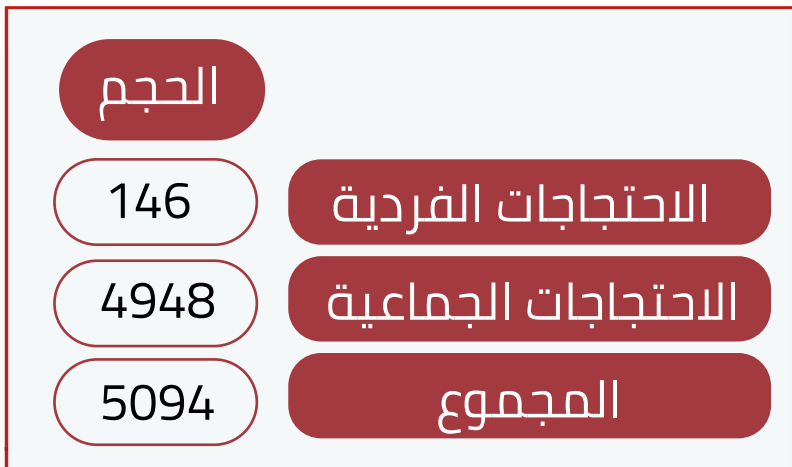 الحجم
الاحتجاجات الفردية 146
الاحتجاجات الجماعية 4948
المجموع 5094